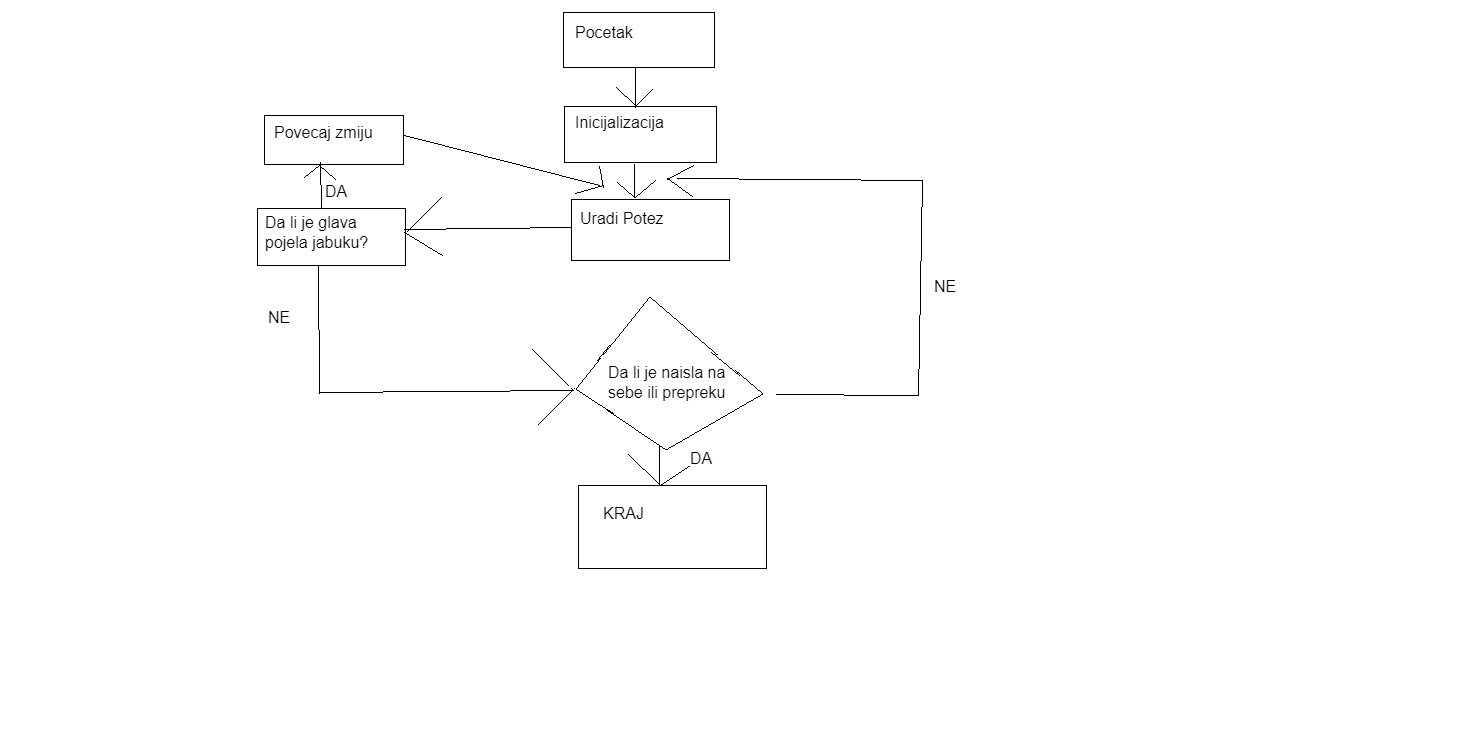 Pocetak
Inicijalizacija
Povecaj zmiju
DA
Da li je glava
pojela jabuku?
Uradi Potez
NE
NE
Da li je naisla na
sebe ili prepreku
DA
KRAJ